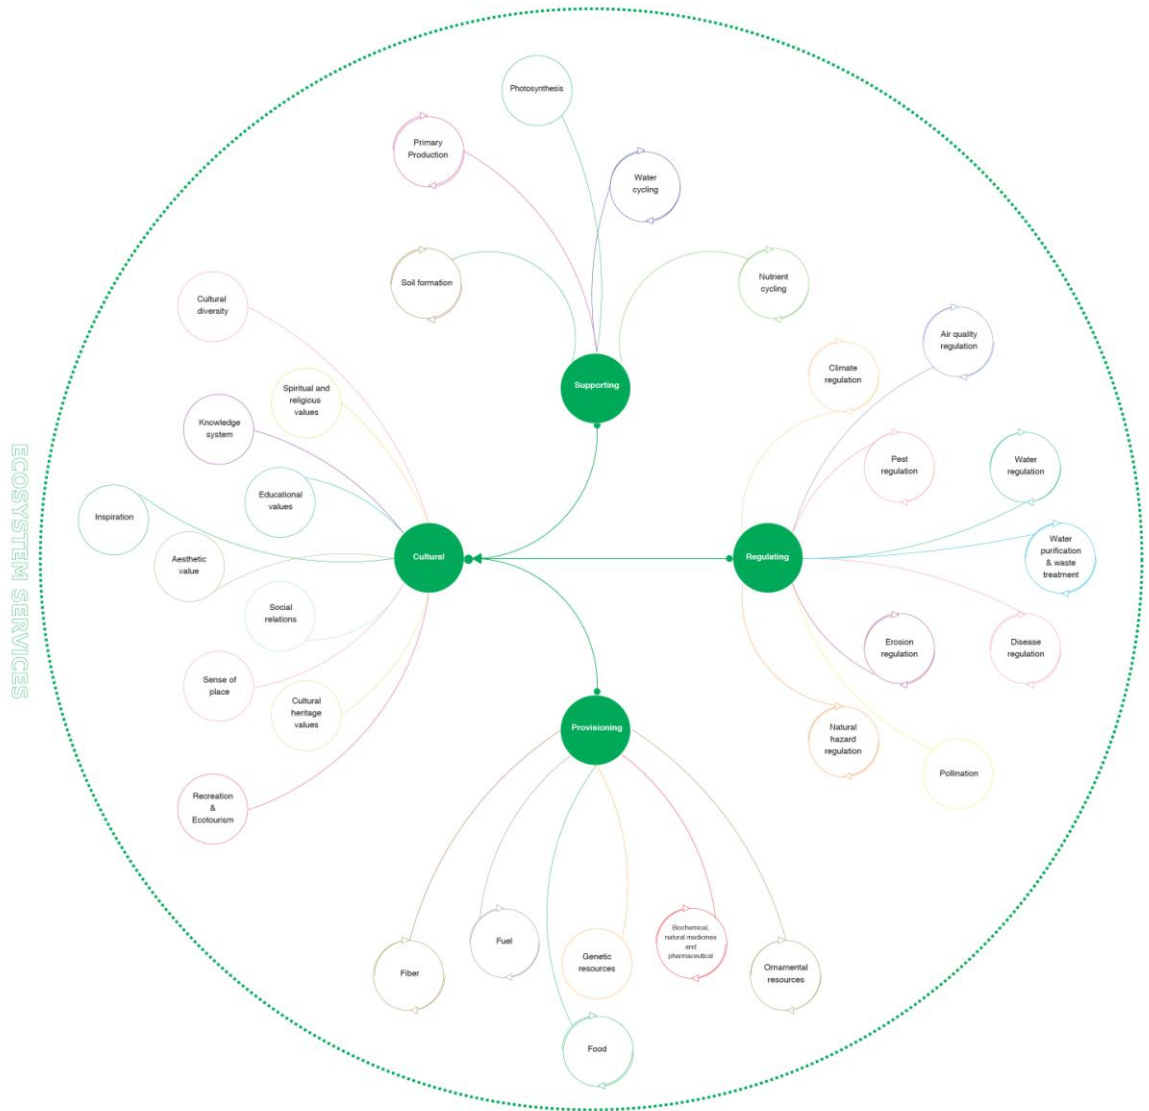 ECOSYSTEM SERVICES
Photosynthesis
Primary
Production
Water
cycling
Soil formation
Nutrient
cycling
Supporting
Cultural
diversity
Spiritual and
religious
values
Knowledge
system
Educational
values
Inspiration
Aesthetic
value
Social
relations
Sense of
place
Cultural
heritage
values
Recreation
&
Ecotourism
Cultural
Regulating
Climate
regulation
Air quality
regulation
Pest
regulation
Water
regulation
Water
purification
& waste
treatment
Erosion
regulation
Disease
regulation
Natural
hazard
regulation
Pollination
Provisioning
Fiber
Fuel
Food
Genetic
resources
Biochemical,
natural medicines
and
pharmaceutical
Ornamental
resources